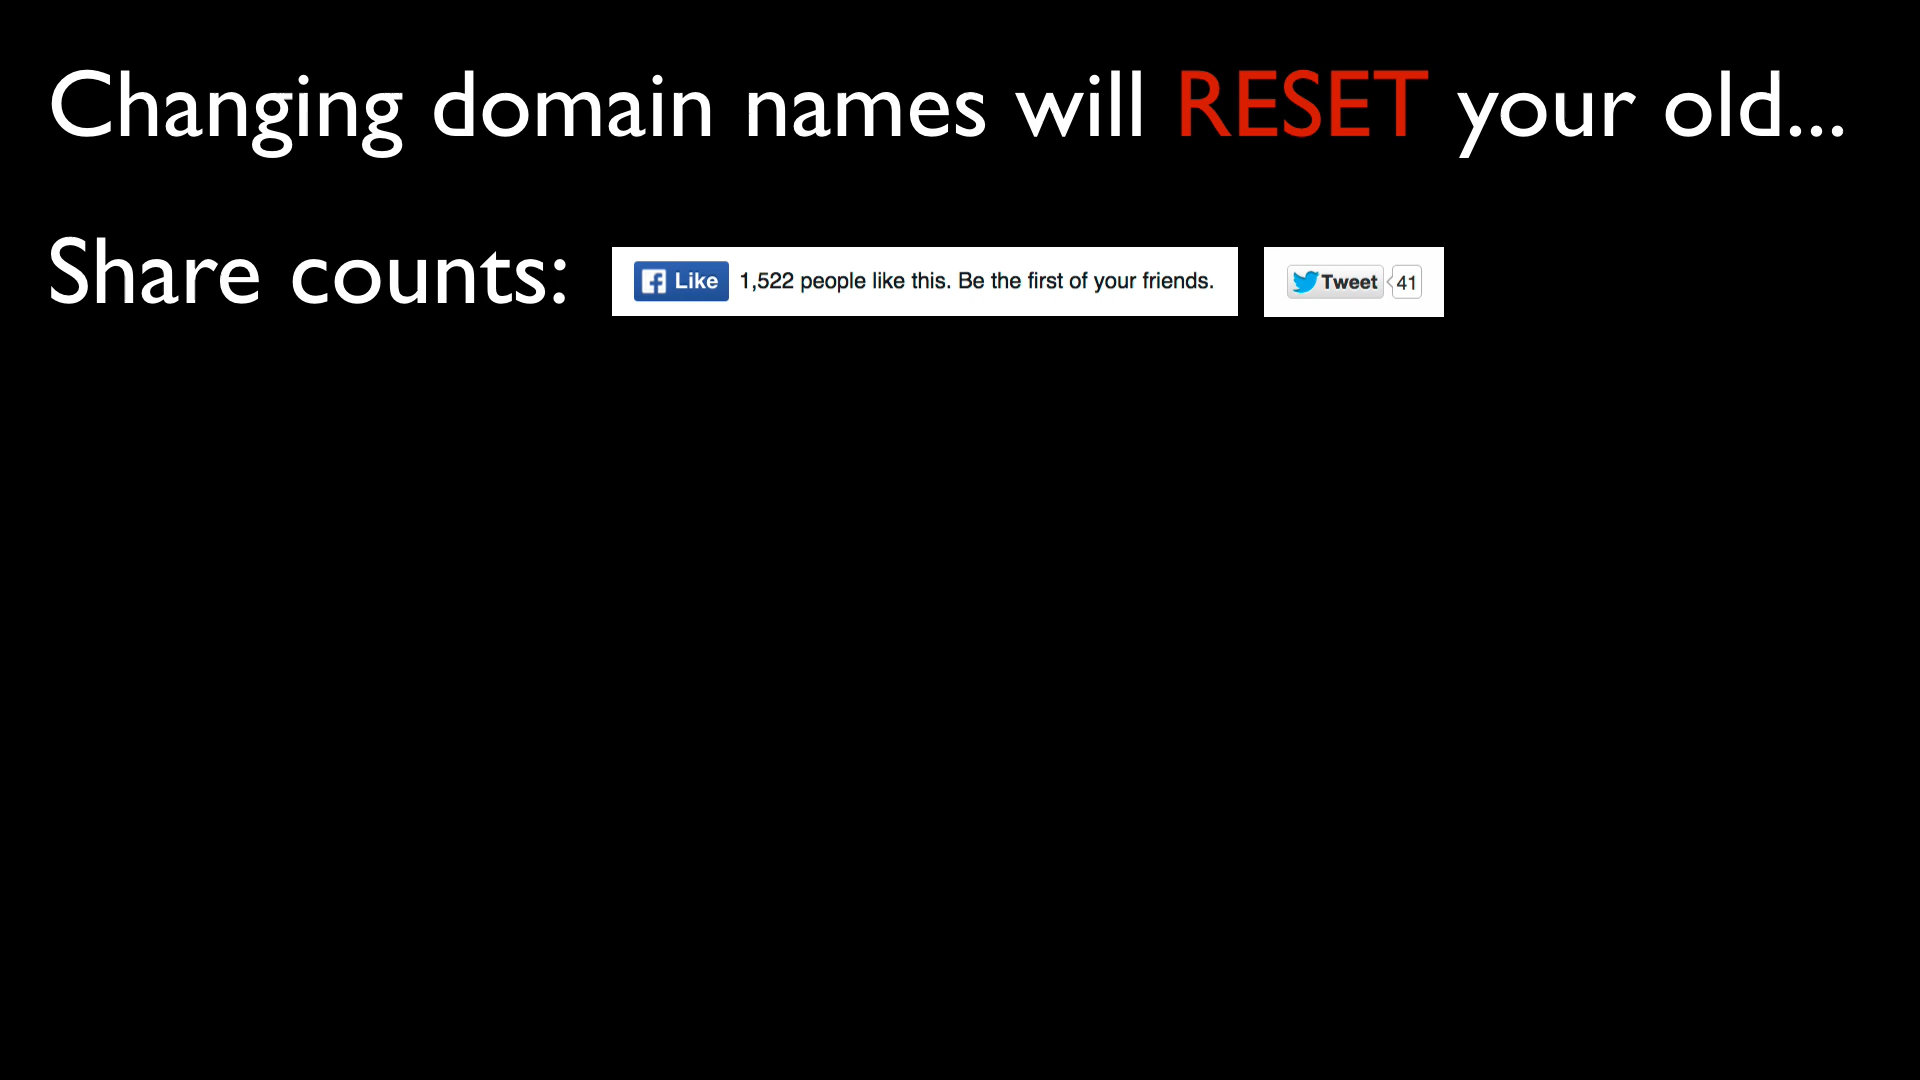 Changing domain names will RESET your old...
Share counts: Like 1,522 people like this. Be the first of your friends. Tweet 41